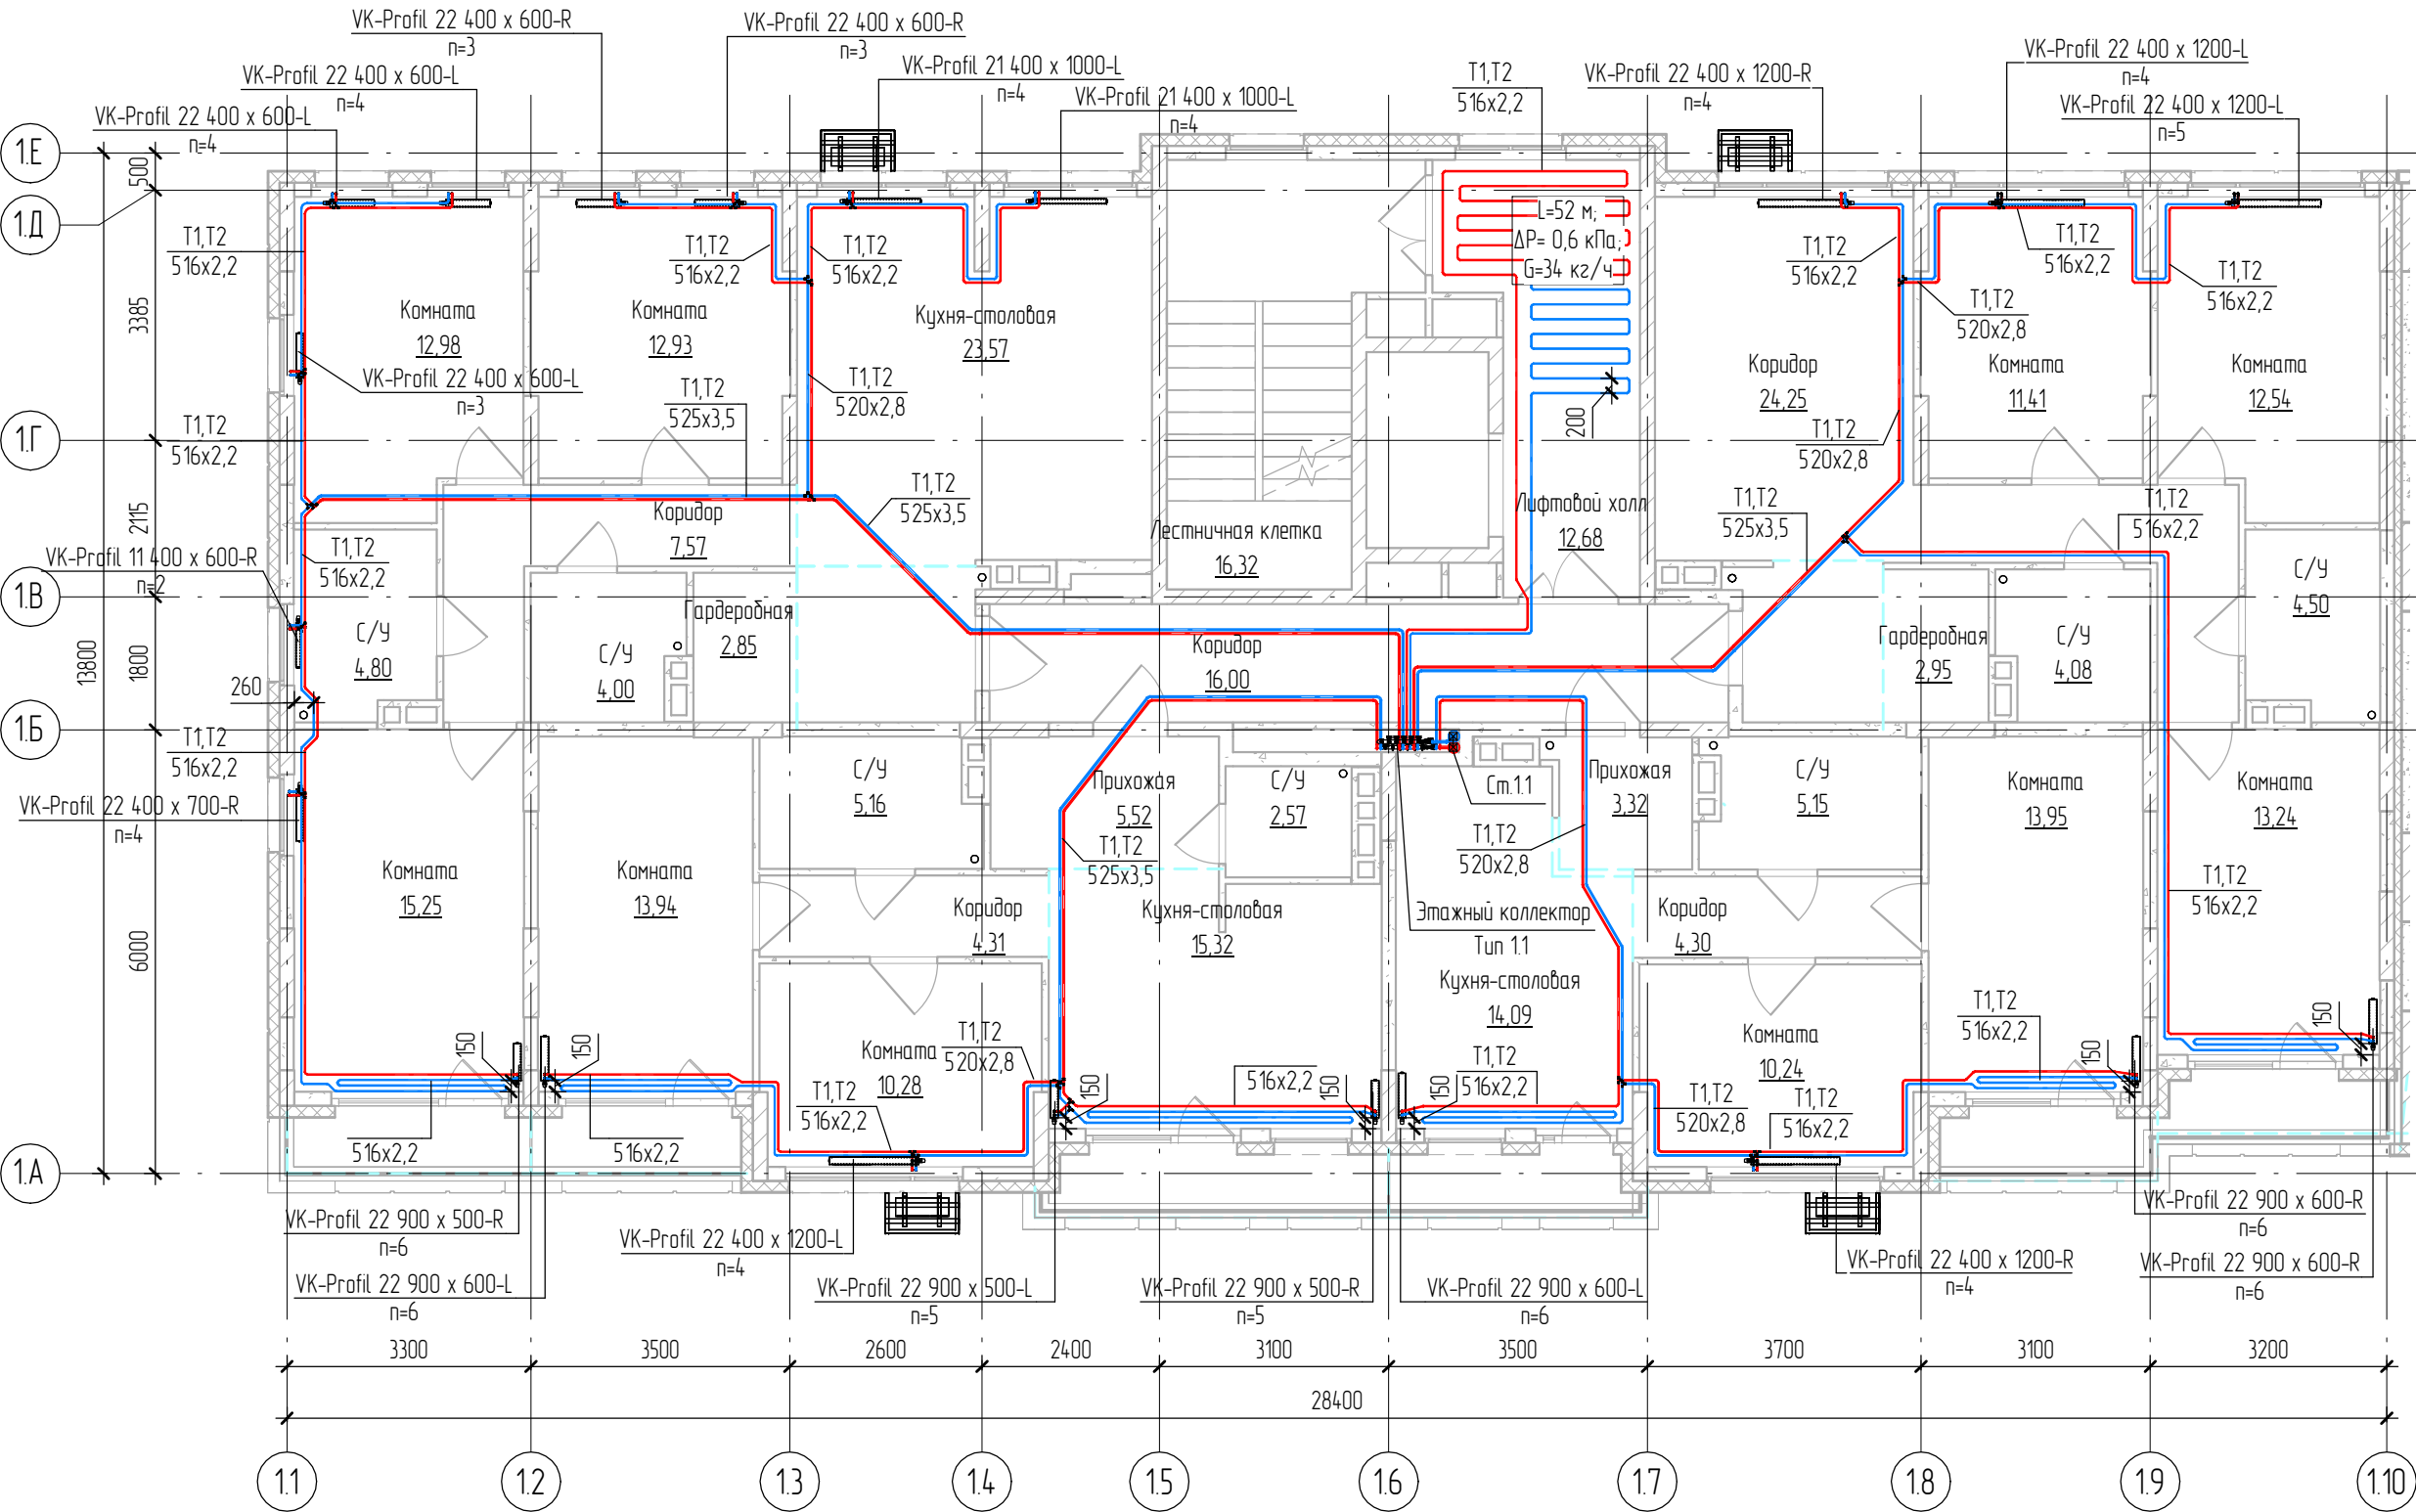 VK-Profil 22 400 x 600-R
n=3
VK-Profil 22 400 x 600-R
n=3
VK-Profil 22 400 x 600-L
n=4
VK-Profil 21 400 x 1000-L
n=4
VK-Profil 22 400 x 600-L
n=4
VK-Profil 21 400 x 1000-L
n=4
T1,T2
516x2,2
VK-Profil 22 400 x 1200-R
n=4
VK-Profil 22 400 x 1200-L
n=4
VK-Profil 22 400 x 1200-L
n=5
1.Е
500
1.Д
L=52 м;
ΔP= 0,6 кПа;
G=34 кг/ч
T1,T2
516x2,2
T1,T2
516x2,2
T1,T2
516x2,2
T1,T2
516x2,2
T1,T2
516x2,2
T1,T2
516x2,2
T1,T2
520x2,8
3385
Комната
12,98
Комната
12,93
Кухня-столовая
23,57
Коридор
24,25
Комната
11,41
Комната
12,54
VK-Profil 22 400 x 600-L
n=3
T1,T2
525x3,5
T1,T2
520x2,8
200
T1,T2
520x2,8
1.Г
T1,T2
516x2,2
2115
Коридор
7,57
T1,T2
525x3,5
Лестничная клетка
16,32
Лифтовой холл
12,68
T1,T2
525x3,5
T1,T2
516x2,2
VK-Profil 11 400 x 600-R
n=2
T1,T2
516x2,2
1.В
С/У
4,50
13800
1800
С/У
4,80
С/У
4,00
Гардеробная
2,85
Коридор
16,00
Гардеробная
2,95
С/У
4,08
260
1.Б
T1,T2
516x2,2
VK-Profil 22 400 x 700-R
n=4
С/У
5,16
Прихожая
5,52
С/У
2,57
Ст.1.1
Прихожая
3,32
С/У
5,15
Комната
13,95
Комната
13,24
T1,T2
525x3,5
T1,T2
520x2,8
T1,T2
516x2,2
6000
Комната
15,25
Комната
13,94
Коридор
4,31
Кухня-столовая
15,32
Этажный коллектор
Тип 1.1
Коридор
4,30
Кухня-столовая
14,09
T1,T2
516x2,2
150
150
150
150
150
150
150
Комната
10,28
T1,T2
520x2,8
T1,T2
516x2,2
516x2,2
T1,T2
516x2,2
Комната
10,24
T1,T2
520x2,8
T1,T2
516x2,2
516x2,2
516x2,2
1.А
VK-Profil 22 900 x 500-R
n=6
VK-Profil 22 400 x 1200-L
n=4
VK-Profil 22 900 x 600-R
n=6
VK-Profil 22 400 x 1200-R
n=4
VK-Profil 22 900 x 600-R
n=6
VK-Profil 22 900 x 600-L
n=6
VK-Profil 22 900 x 500-L
n=5
VK-Profil 22 900 x 500-R
n=5
VK-Profil 22 900 x 600-L
n=6
3300
3500
2600
2400
3100
3500
3700
3100
3200
28400
1.1
1.2
1.3
1.4
1.5
1.6
1.7
1.8
1.9
1.10